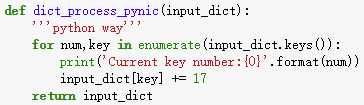 def dict_process_pynic(input_dict):
    '''python way'''
    for num,key in enumerate(input_dict.keys()):
        print('Current key number:{0}'.format(num))
        input_dict[key] += 17
    return input_dict